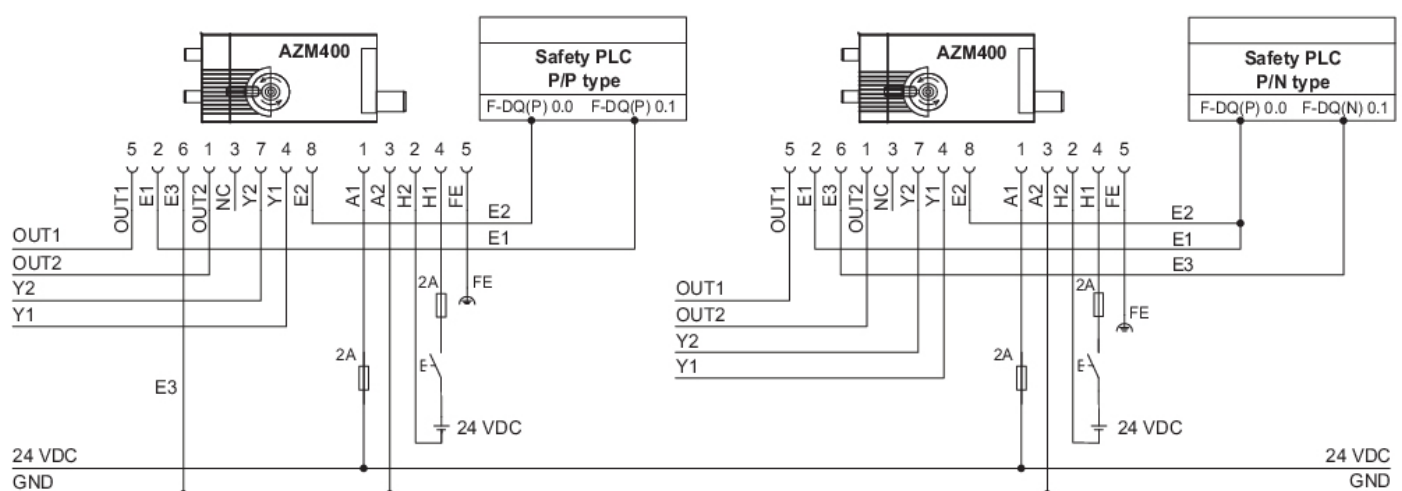 AZM400
Safety PLC
P/P type
F-DQ(P) 0.0 F-DQ(P) 0.1
5 2 6 1 3 7 4 8 1 3 2 4 5
OUT1 E1 E3 OUT2 NC Y2 Y1 E2 A1 A2 H2 H1 FE
E2
E1
OUT1
OUT2
Y2
Y1
2A
FE
2A
E3
24 VDC
AZM400
Safety PLC
P/N type
F-DQ(P) 0.0 F-DQ(N) 0.1
5 2 6 1 3 7 4 8 1 3 2 4 5
OUT1 E1 E3 OUT2 NC Y2 Y1 E2 A1 A2 H2 H1 FE
E2
E1
E3
OUT1
OUT2
Y2
Y1
2A
FE
2A
24 VDC
24 VDC 24 VDC
GND GND